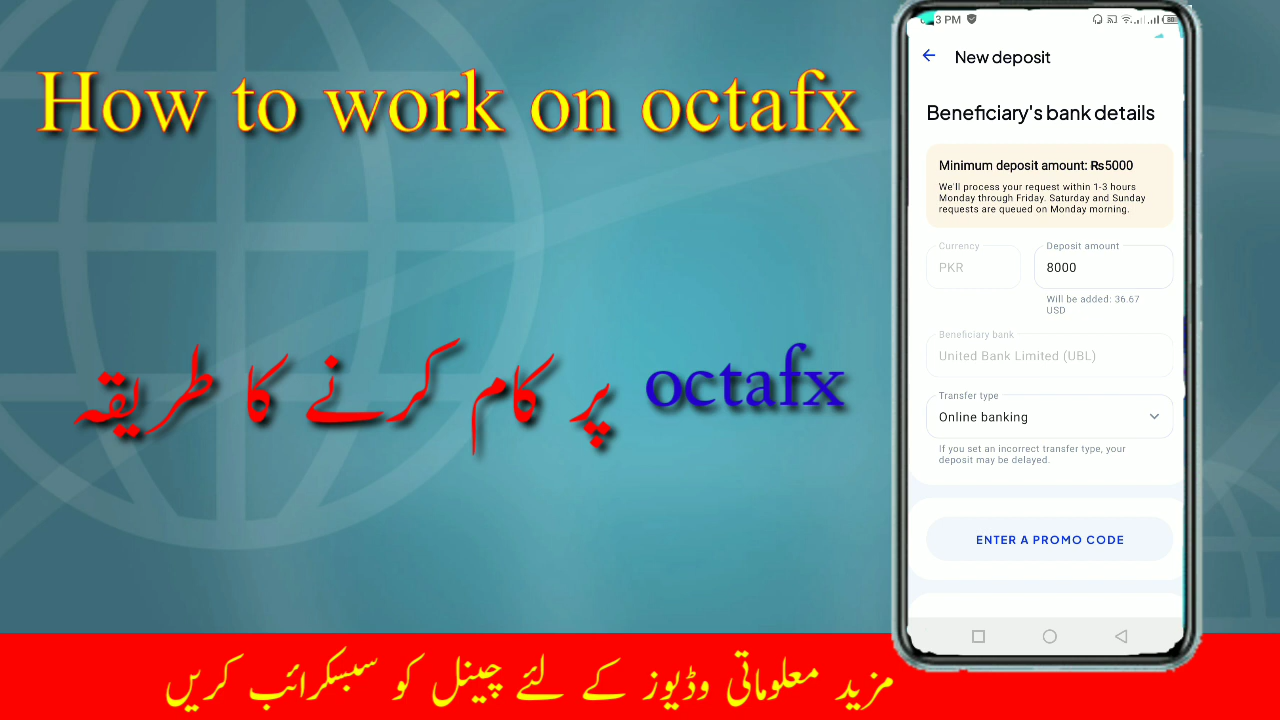 How to work on octafx
octafx پر کام کرنے کا طریقہ
مزید معلوماتی وڈیوز کے لئے چینل کو سبسکرائب کریں
3 PM
80
New deposit
Beneficiary's bank details
Minimum deposit amount: Rs5000
We'll process your request within 1-3 hours
Monday through Friday. Saturday and Sunday
requests are queued on Monday morning.
Currency
PKR
Deposit amount
8000
Will be added: 36.67
USD
Beneficiary bank
United Bank Limited (UBL)
Transfer type
Online banking
If you set an incorrect transfer type, your
deposit may be delayed.
ENTER A PROMO CODE